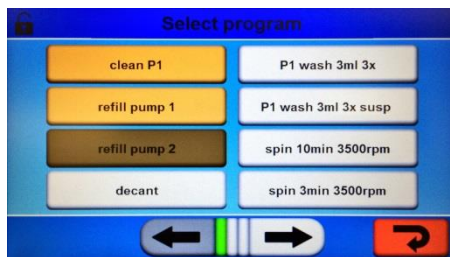 Select program
clean P1
P1 wash 3ml 3x
refill pump 1
P1 wash 3ml 3x susp
refill pump 2
spin 10min 3500rpm
decant
spin 3min 3500rpm